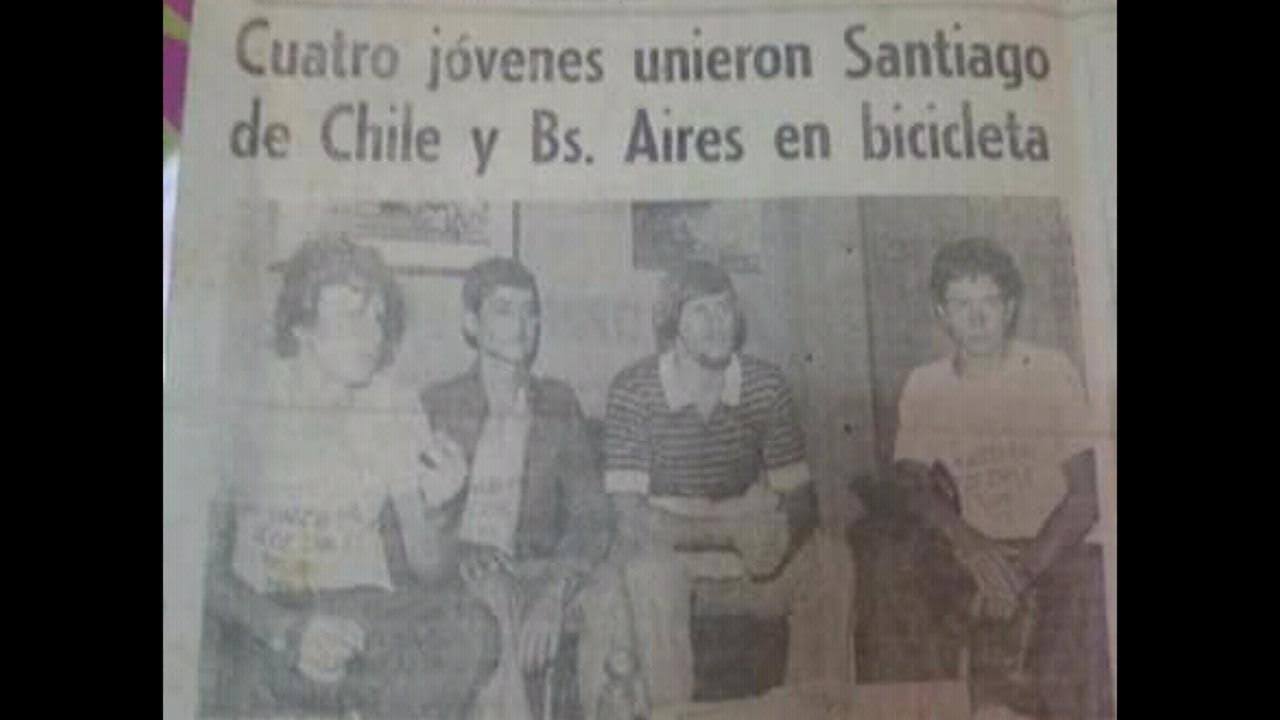 Cuatro jóvenes unieron Santiago
de Chile y Bs. Aires en bicicleta